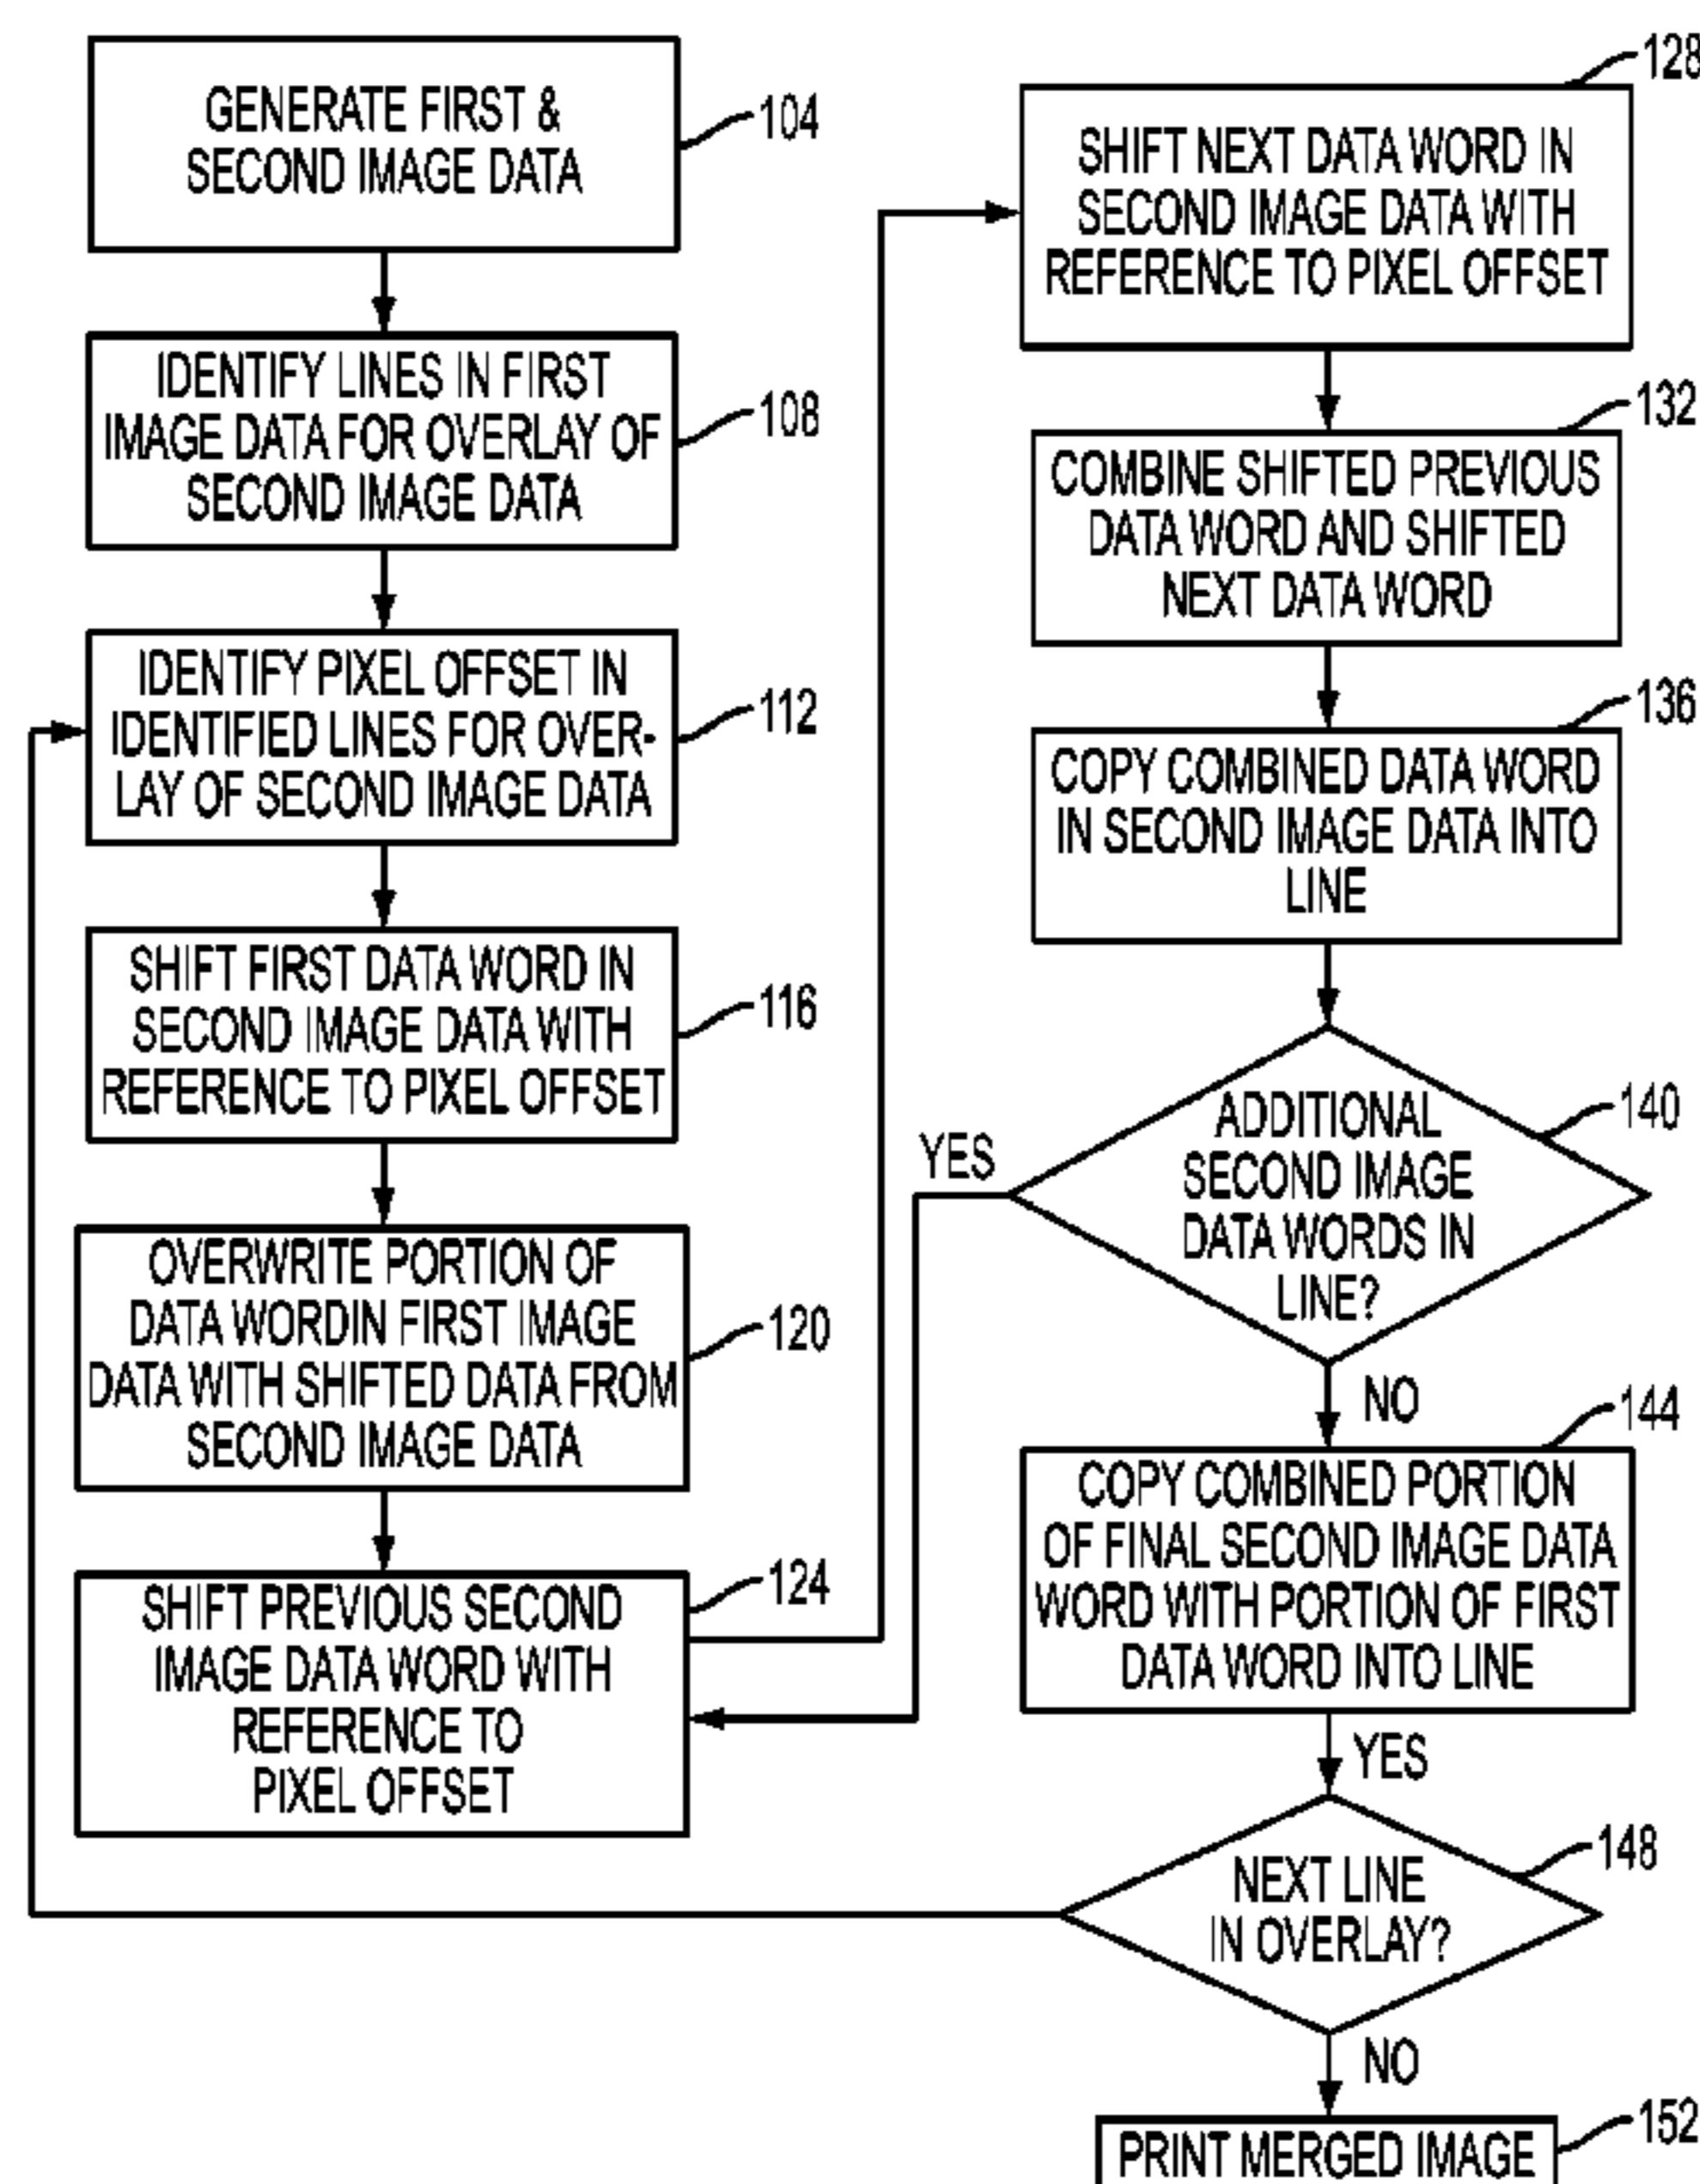 GENERATE FIRST &
SECOND IMAGE DATA
104
IDENTIFY LINES IN FIRST
IMAGE DATA FOR OVERLAY OF
SECOND IMAGE DATA
108
IDENTIFY PIXEL OFFSET IN
IDENTIFIED LINES FOR OVER-
LAY OF SECOND IMAGE DATA
112
SHIFT FIRST DATA WORD IN
SECOND IMAGE DATA WITH
REFERENCE TO PIXEL OFFSET
116
OVERWRITE PORTION OF
DATA WORDIN FIRST IMAGE
DATA WITH SHIFTED DATA FROM
SECOND IMAGE DATA
120
SHIFT PREVIOUS SECOND
IMAGE DATA WORD WITH
REFERENCE TO
PIXEL OFFSET
124
128
SHIFT NEXT DATA WORD IN
SECOND IMAGE DATA WITH
REFERENCE TO PIXEL OFFSET
132
COMBINE SHIFTED PREVIOUS
DATA WORD AND SHIFTED
NEXT DATA WORD
136
COPY COMBINED DATA WORD
IN SECOND IMAGE DATA INTO
LINE
140
ADDITIONAL
SECOND IMAGE
DATA WORDS IN
LINE?
YES
NO
144
COPY COMBINED PORTION
OF FINAL SECOND IMAGE DATA
WORD WITH PORTION OF FIRST
DATA WORD INTO LINE
YES
148
NEXT LINE
IN OVERLAY?
NO
152
PRINT MERGED IMAGE